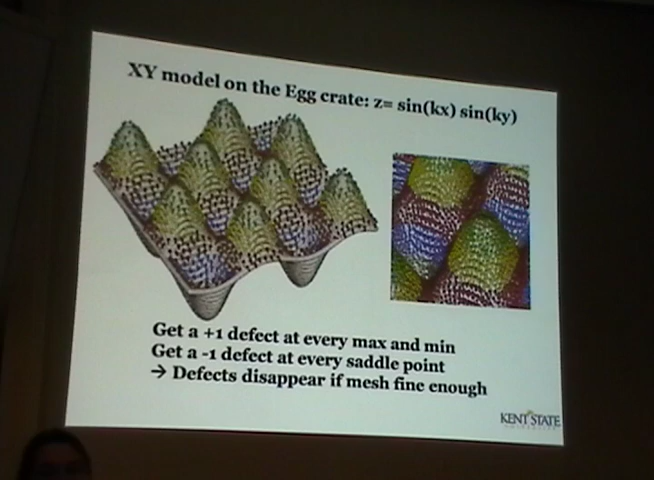 XY model on the Egg crate: z= sin(kx) sin(ky)
Get a +1 defect at every max and min
Get a -1 defect at every saddle point
→ Defects disappear if mesh fine enough
KENT STATE